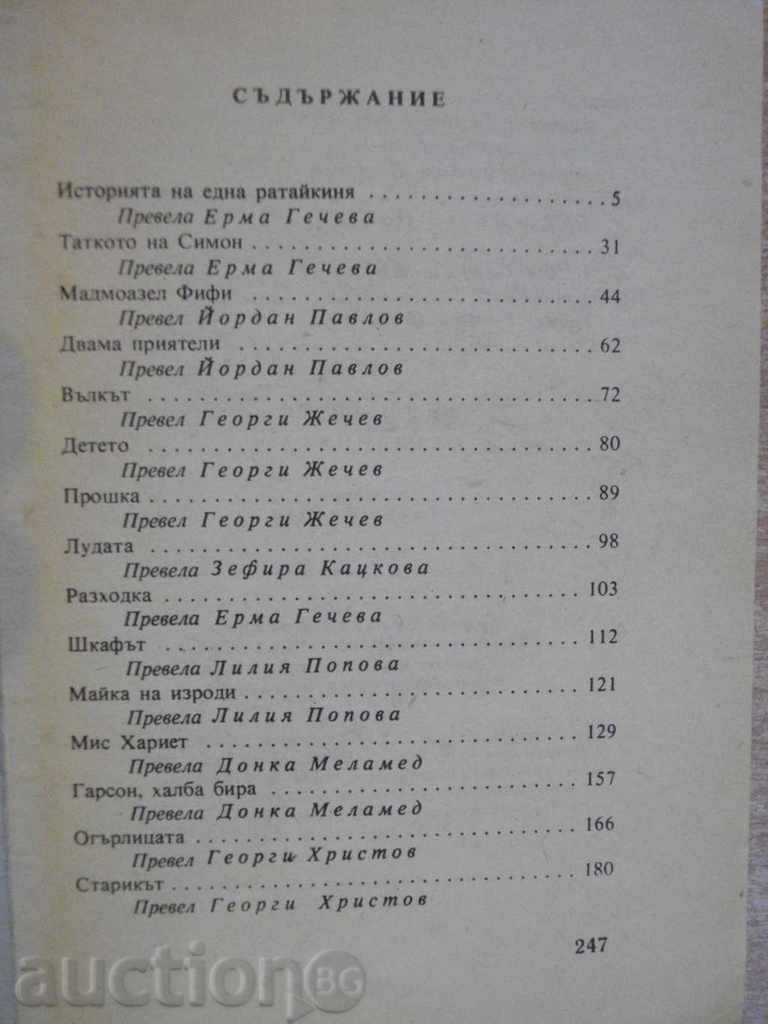 СЪДЪРЖАНИЕ
Историята на една ратайкиня . . . . . . . . . . . . . . . . . . 5
Превела Ерма Гечева
Таткото на Симон . . . . . . . . . . . . . . . . . . . . . . . . . . 31
Превела Ерма Гечева
Мадмоазел Фифи . . . . . . . . . . . . . . . . . . . . . . . . . . 44
Превел Йордан Павлов
Двама приятели . . . . . . . . . . . . . . . . . . . . . . . . . . . 62
Превел Йордан Павлов
Вълкът . . . . . . . . . . . . . . . . . . . . . . . . . . . . . . . . . . 72
Превел Георги Жечев
Детето . . . . . . . . . . . . . . . . . . . . . . . . . . . . . . . . . . 80
Превел Георги Жечев
Прошка . . . . . . . . . . . . . . . . . . . . . . . . . . . . . . . . . 89
Превел Георги Жечев
Лудата . . . . . . . . . . . . . . . . . . . . . . . . . . . . . . . . . . 98
Превела Зефира Кацкова
Разходка . . . . . . . . . . . . . . . . . . . . . . . . . . . . . . . . 103
Превела Ерма Гечева
Шкафът . . . . . . . . . . . . . . . . . . . . . . . . . . . . . . . . 112
Превела Лилия Попова
Майка на изроди . . . . . . . . . . . . . . . . . . . . . . . . . 121
Превела Лилия Попова
Мис Хариет . . . . . . . . . . . . . . . . . . . . . . . . . . . . . 129
Превела Донка Меламед
Гарсон, халба бира . . . . . . . . . . . . . . . . . . . . . . . . 157
Превела Донка Меламед
Огърлицата . . . . . . . . . . . . . . . . . . . . . . . . . . . . . 166
Превел Георги Христов
Старикът . . . . . . . . . . . . . . . . . . . . . . . . . . . . . . . 180
Превел Георги Христов
247
auction BG